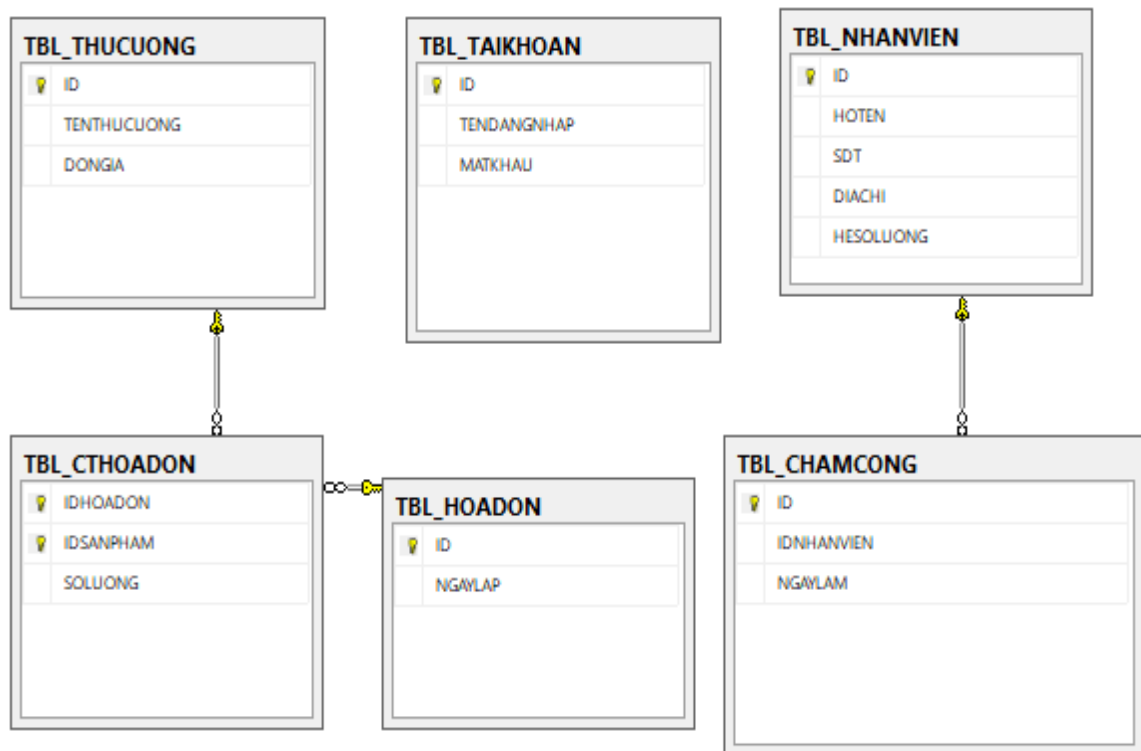 TBL_THUCUONG
ID
TENTHUCUONG
DONGIA
TBL_TAIKHOAN
ID
TENDANGNHAP
MATKHAU
TBL_NHANVIEN
ID
HOTEN
SDT
DIACHI
HESOLUONG
TBL_CTHOADON
IDHOADON
IDSANPHAM
SOLUONG
TBL_HOADON
ID
NGAYLAP
TBL_CHAMCONG
ID
IDNHANVIEN
NGAYLAM